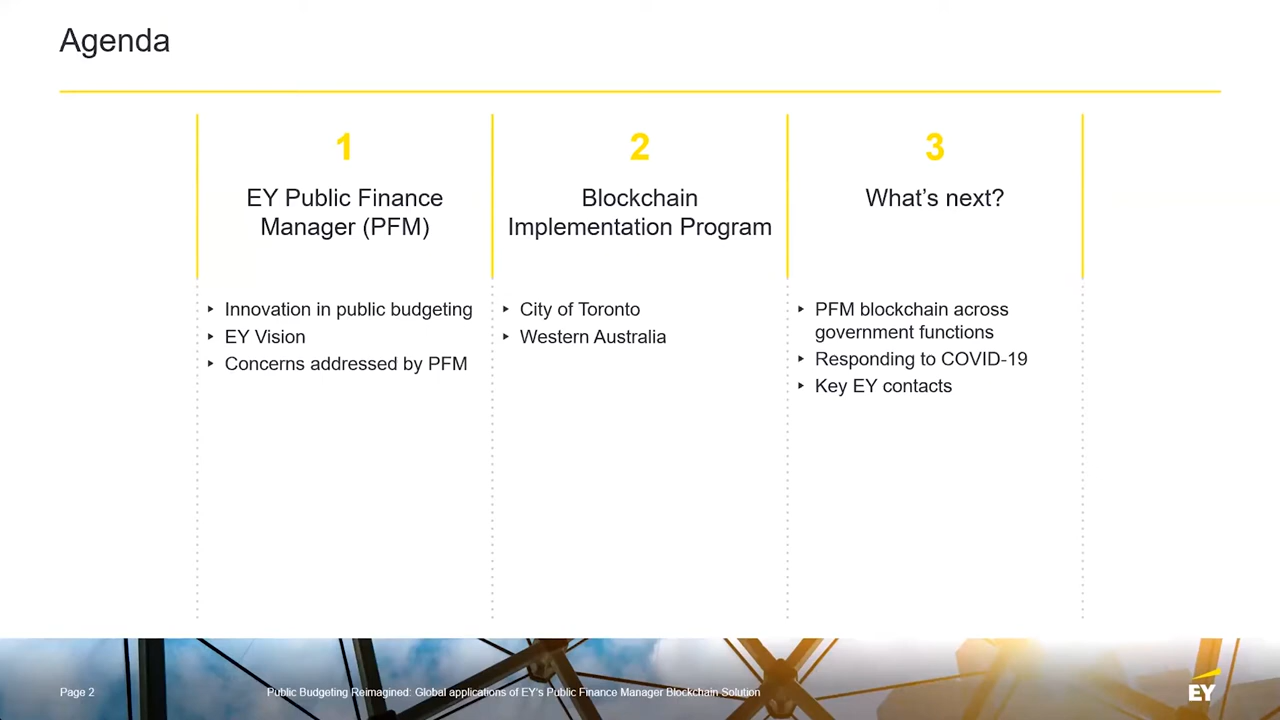 Agenda
1
EY Public Finance
Manager (PFM)
‣ Innovation in public budgeting
‣ EY Vision
‣ Concerns addressed by PFM
2
Blockchain
Implementation Program
‣ City of Toronto
‣ Western Australia
3
What’s next?
‣ PFM blockchain across
government functions
‣ Responding to COVID-19
‣ Key EY contacts
Page 2
Public Budgeting Reimagined: Global applications of EY's Public Finance Manager Blockchain Solution
EY